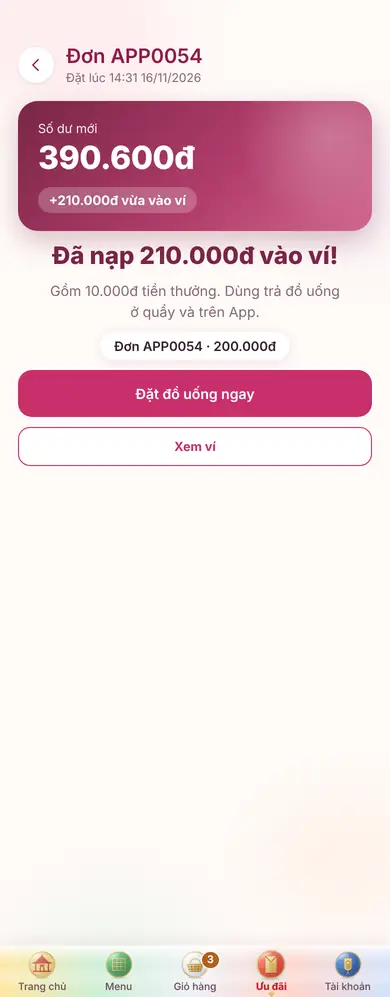 Đơn APP0054
Đặt lúc 14:31 16/11/2026
Số dư mới
390.600đ
+210.000đ vừa vào ví
Đã nạp 210.000đ vào ví!
Gồm 10.000đ tiền thưởng. Dùng trả đồ uống
ở quầy và trên App.
Đơn APP0054 · 200.000đ
Đặt đồ uống ngay
Xem ví
3
Trang chủ
Menu
Giỏ hàng
Ưu đãi
Tài khoản